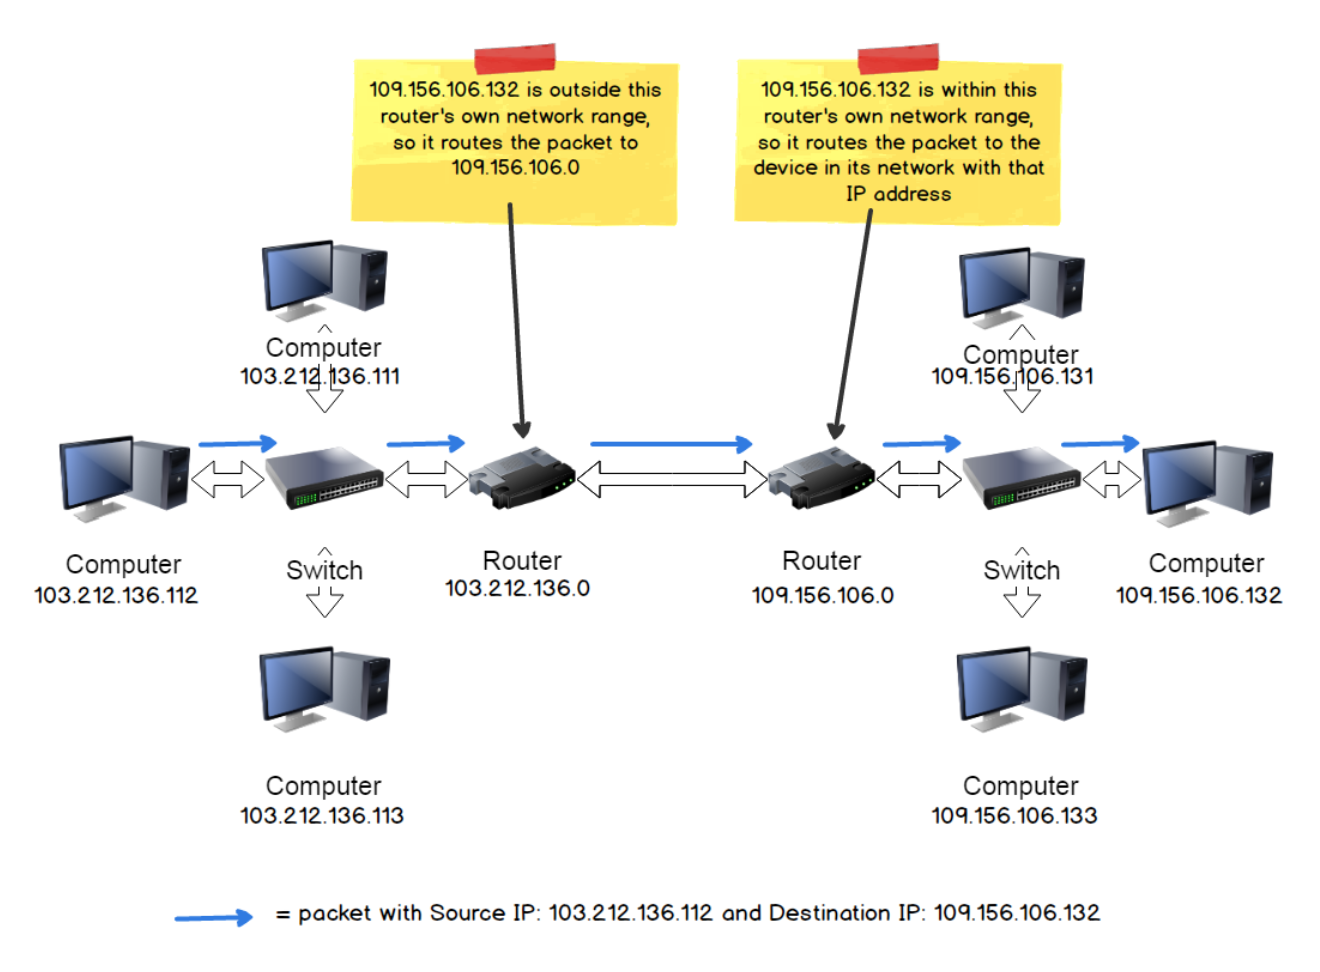 109.156.106.132 is outside this
router's own network range,
so it routes the packet to
109.156.106.0
109.156.106.132 is within this
router's own network range,
so it routes the packet to the
device in its network with that
IP address
Computer
103.212.136.111
Computer
109.156.106.131
Computer
103.212.136.112
Switch
Router
103.212.136.0
Router
109.156.106.0
Switch
Computer
109.156.106.132
Computer
103.212.136.113
Computer
109.156.106.133
= packet with Source IP: 103.212.136.112 and Destination IP: 109.156.106.132